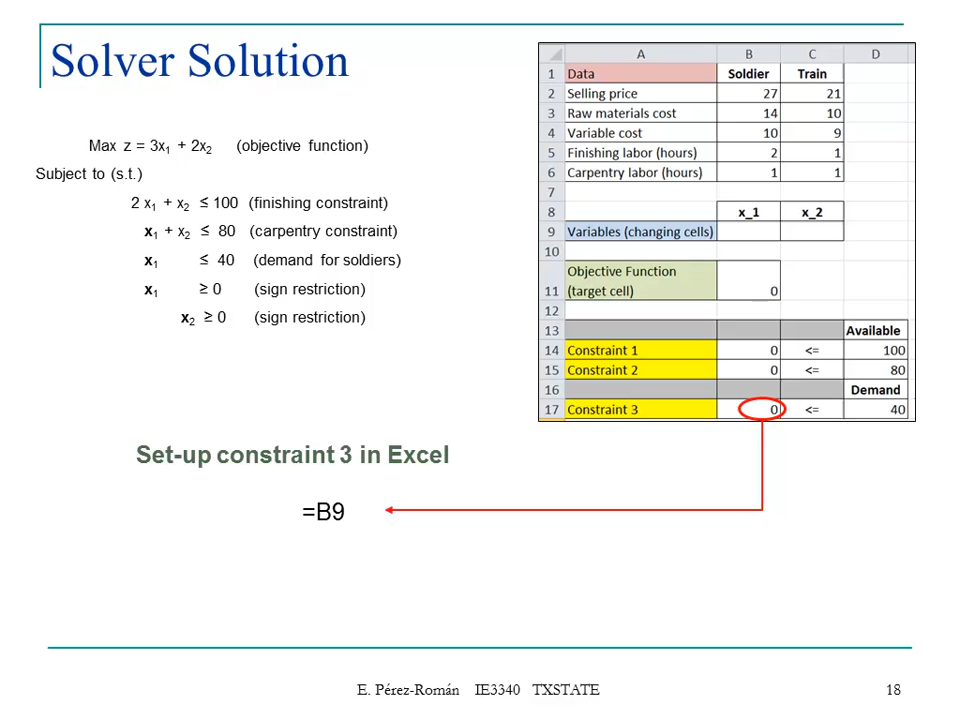 Solver Solution
Max z = 3x1 + 2x2 (objective function)
Subject to (s.t.)
2 x1 + x2 ≤ 100 (finishing constraint)
x1 + x2 ≤ 80 (carpentry constraint)
x1 ≤ 40 (demand for soldiers)
x1 ≥ 0 (sign restriction)
x2 ≥ 0 (sign restriction)
A B C D
1 Data Soldier Train
2 Selling price 27 21
3 Raw materials cost 14 10
4 Variable cost 10 9
5 Finishing labor (hours) 2 1
6 Carpentry labor (hours) 1 1
7
8 x_1 x_2
9 Variables (changing cells)
10
Objective Function
11 (target cell) 0
12
13 Available
14 Constraint 1 0 <= 100
15 Constraint 2 0 <= 80
16 Demand
17 Constraint 3 0 <= 40
Set-up constraint 3 in Excel
=B9
E. Pérez-Román IE3340 TXSTATE 18